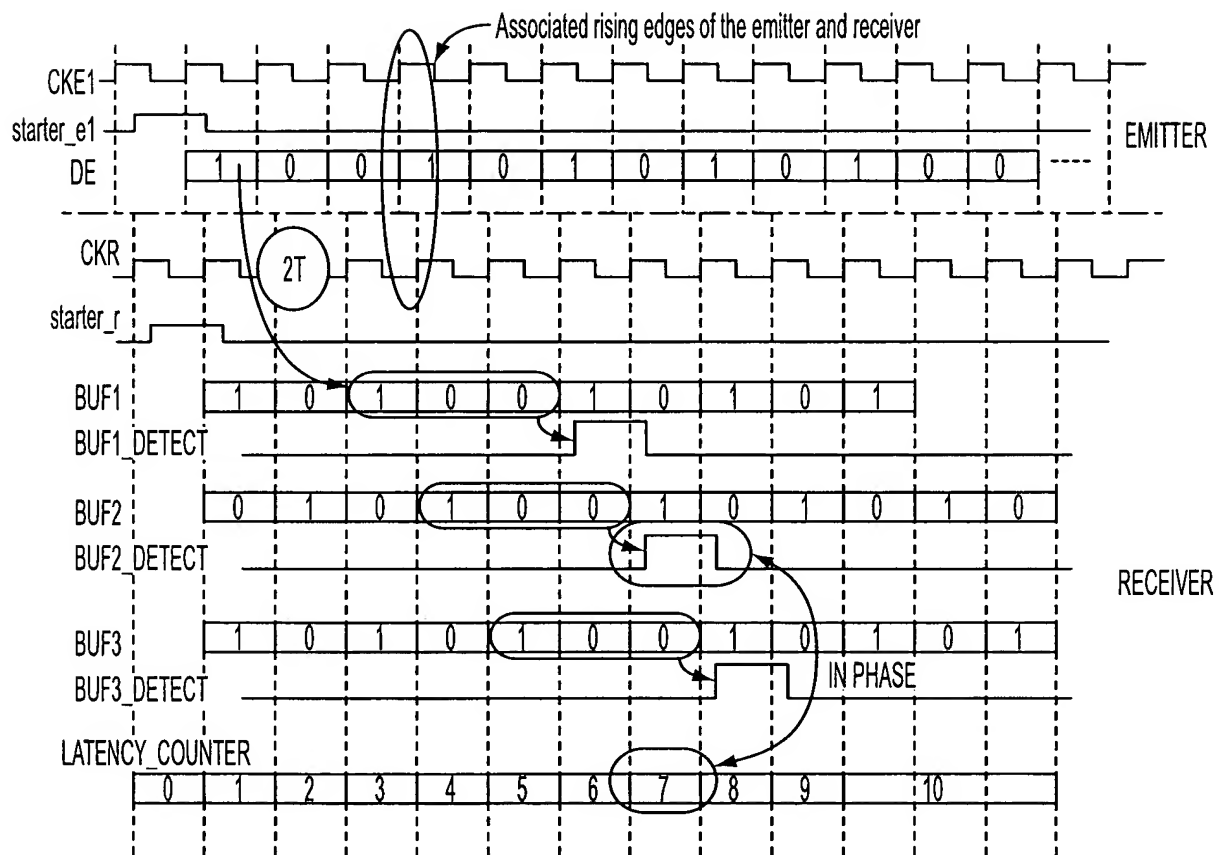 Associated rising edges of the emitter and receiver
CKE1
starter_e1
EMITTER
DE 1 0 0 1 0 1 0 1 0 1 0 0
CKR
2T
starter_r
BUF1 1 0 1 0 0 1 0 1 0 1
BUF1_DETECT
BUF2 0 1 0 1 0 0 1 0 1 0 1 0
BUF2_DETECT
RECEIVER
BUF3 1 0 1 0 1 0 0 1 0 1 0 1
IN PHASE
BUF3_DETECT
LATENCY_COUNTER
0 1 2 3 4 5 6 7 8 9 10